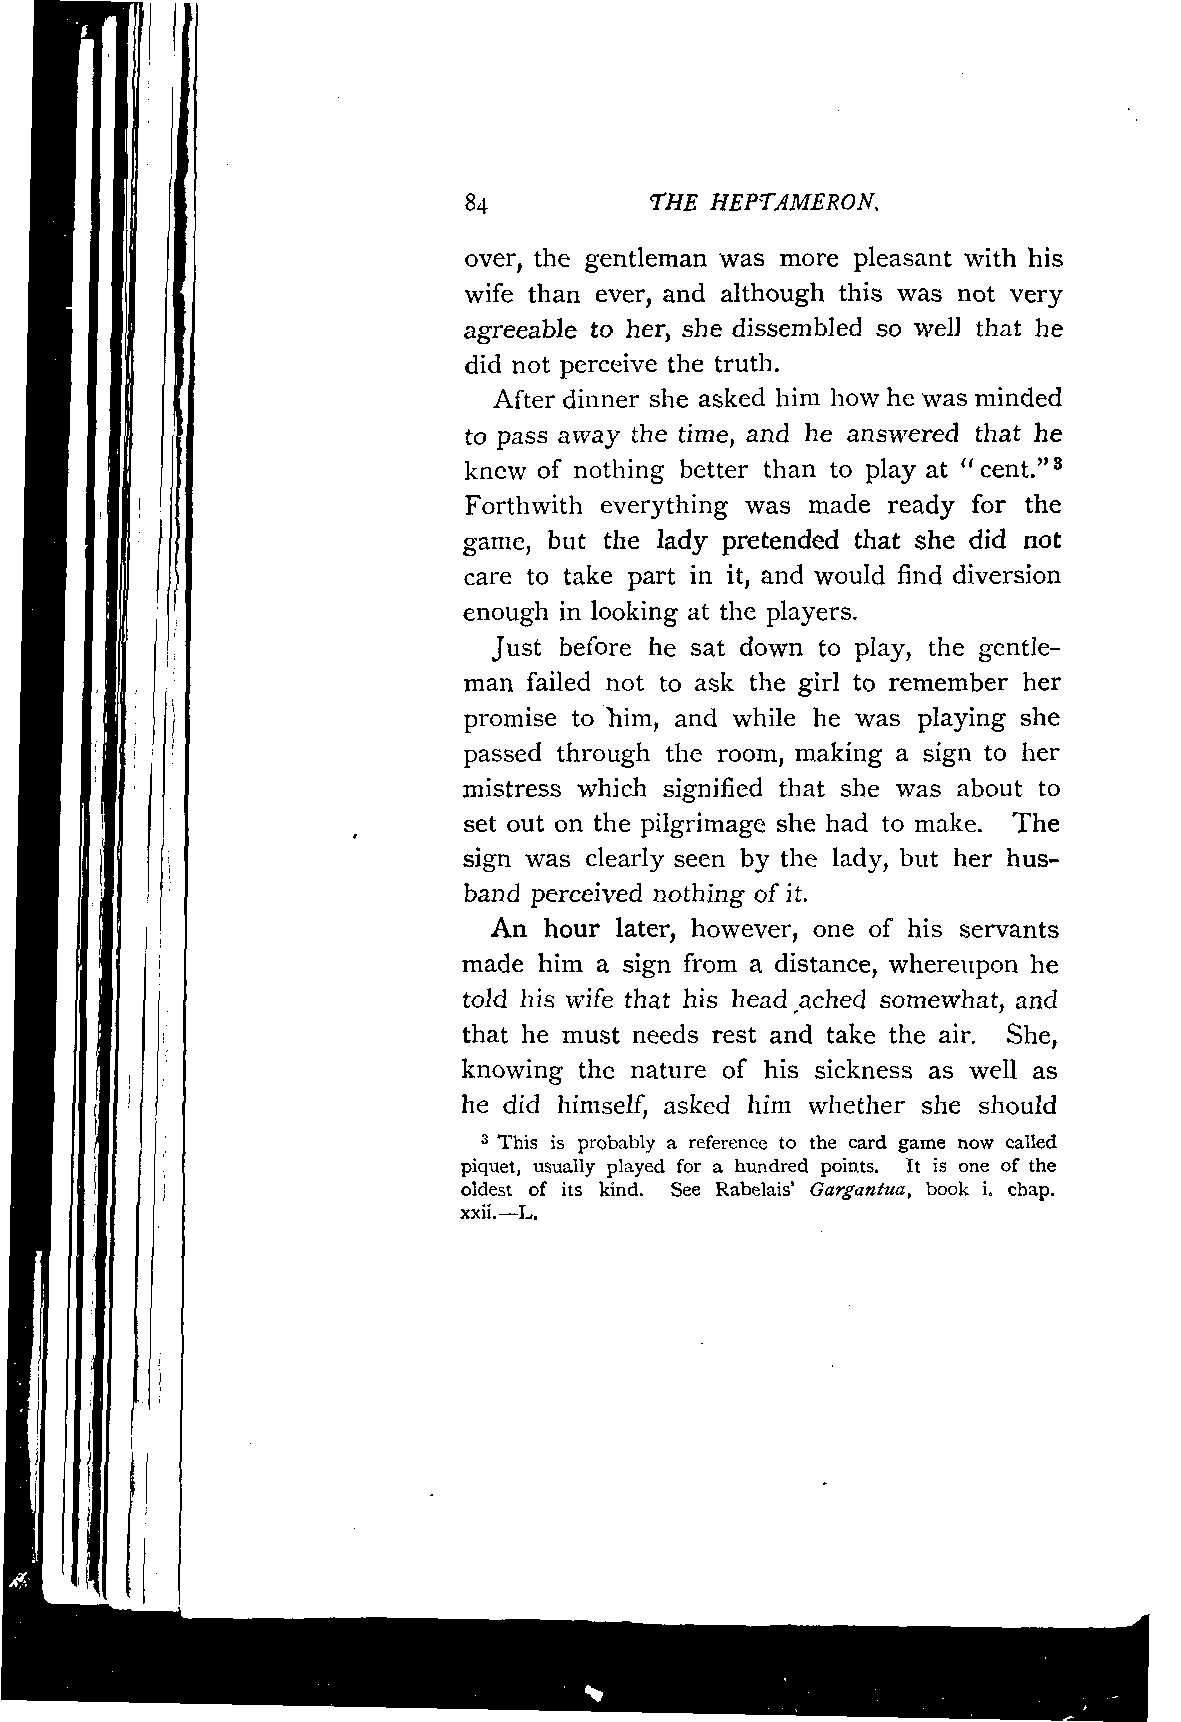 84 THE HEPTAMERON.
over, the gentleman was more pleasant with his
wife than ever, and although this was not very
agreeable to her, she dissembled so well that he
did not perceive the truth.
After dinner she asked him how he was minded
to pass away the time, and he answered that he
knew of nothing better than to play at “cent.”³
Forthwith everything was made ready for the
game, but the lady pretended that she did not
care to take part in it, and would find diversion
enough in looking at the players.
Just before he sat down to play, the gentle-
man failed not to ask the girl to remember her
promise to him, and while he was playing she
passed through the room, making a sign to her
mistress which signified that she was about to
set out on the pilgrimage she had to make. The
sign was clearly seen by the lady, but her hus-
band perceived nothing of it.
An hour later, however, one of his servants
made him a sign from a distance, whereupon he
told his wife that his head ached somewhat, and
that he must needs rest and take the air. She,
knowing the nature of his sickness as well as
he did himself, asked him whether she should
³ This is probably a reference to the card game now called
piquet, usually played for a hundred points. It is one of the
oldest of its kind. See Rabelais' Gargantua, book i. chap.
xxii.—L.